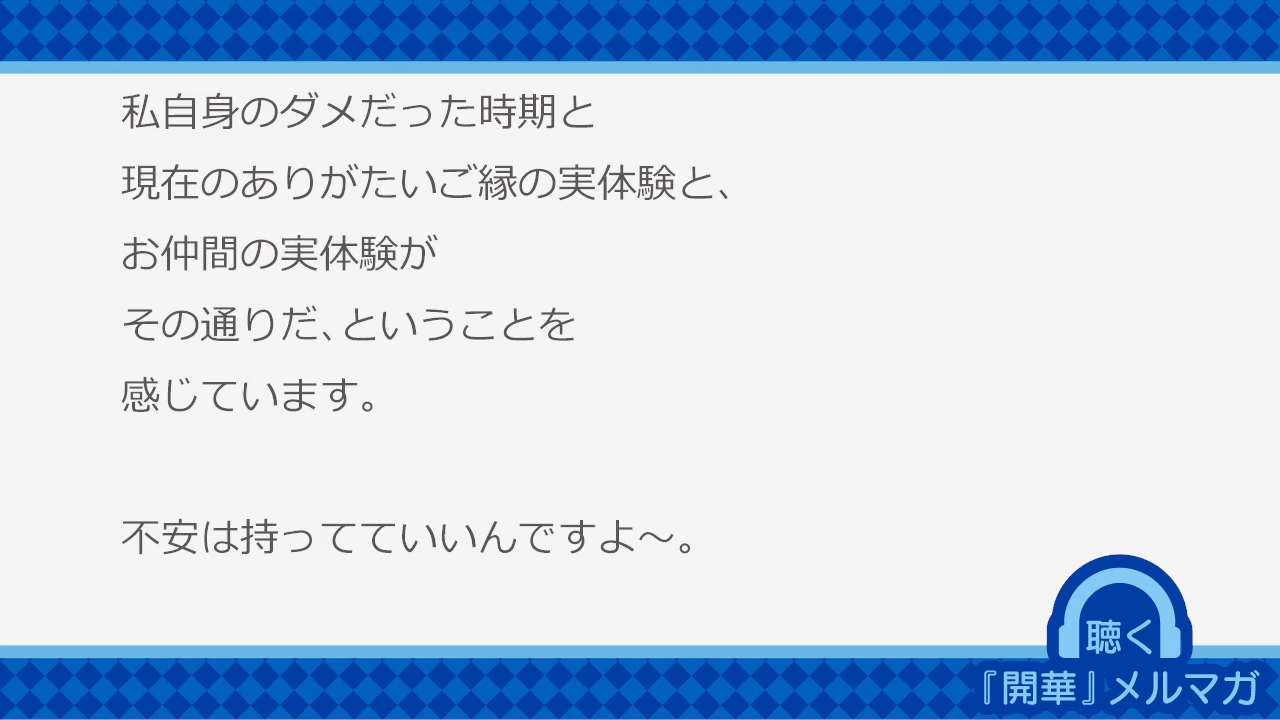 私自身のダメだった時期と
現在のありがたいご縁の実体験と、
お仲間の実体験が
その通りだ、ということを
感じています。
不安は持ってていいんですよ〜。
聴く
『開華』メルマガ